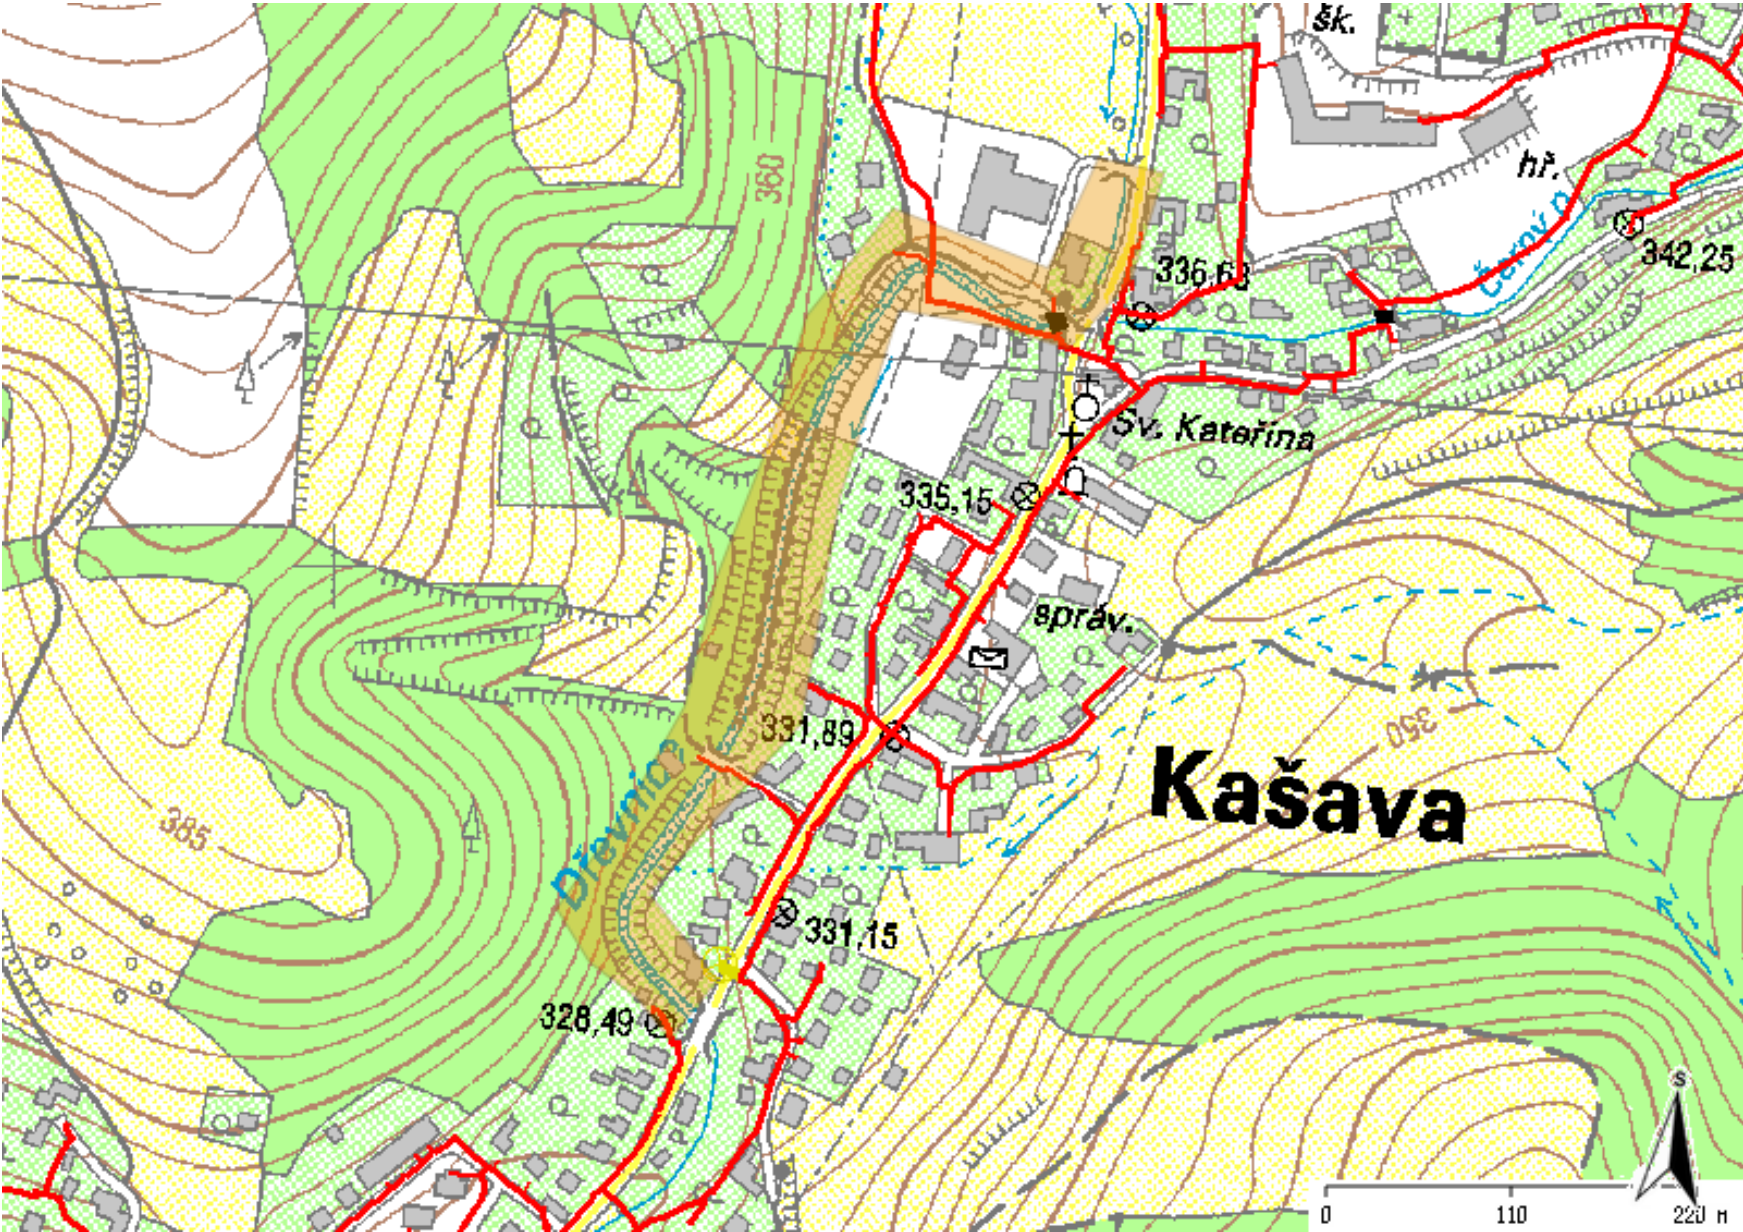 šk.
360
hř.
Černý p.
342,25
336,63
Sv. Kateřina
335,15
správ.
331,89
350
Kašava
385
Dřevnice
331,15
328,49
S
0 110 220 м